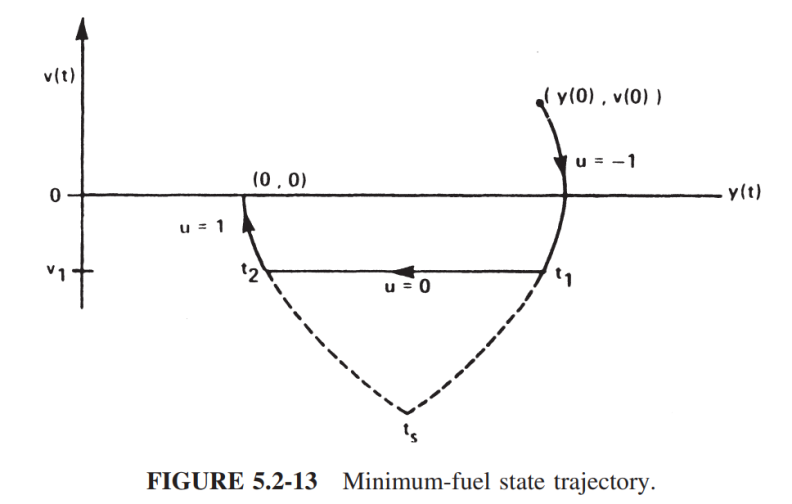 v(t)
( y(0) , v(0) )
u = −1
(0 , 0)
0
y(t)
u = 1
v1
t2
t1
u = 0
ts
FIGURE 5.2-13 Minimum-fuel state trajectory.